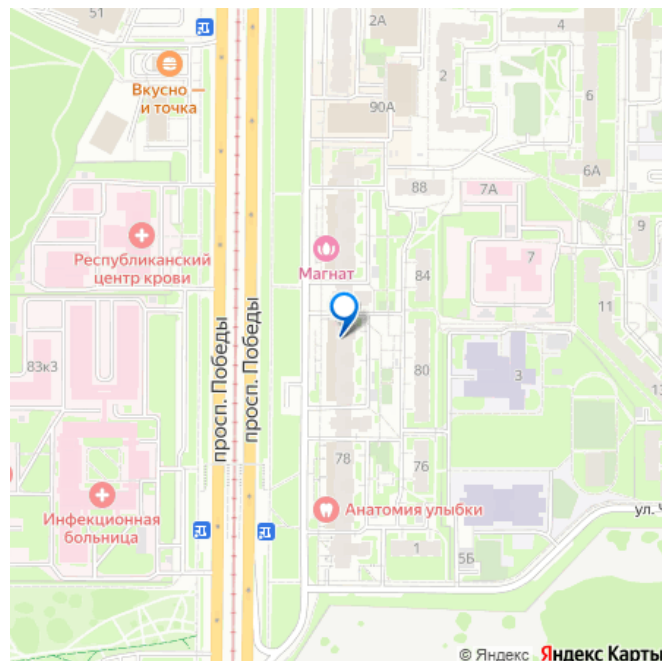 51
2А
4
Вкусно —
и точка
2
6
90А
6А
88
7А
Республиканский
центр крови
Магнат
84
7
9
11
просп. Победы
просп. Победы
83к3
80
3
13
78
76
Анатомия улыбки
Инфекционная
больница
ул. Ч
1
5Б
© Яндекс Яндекс Карты